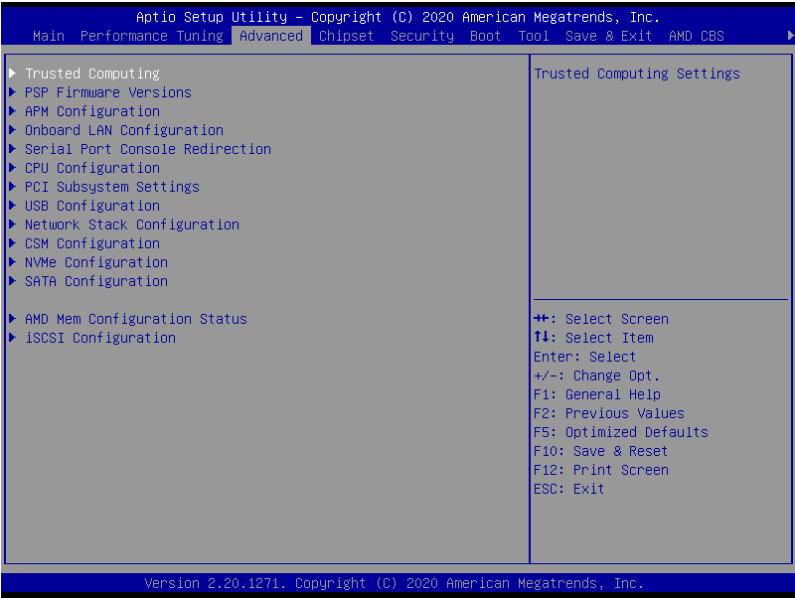 Aptio Setup Utility – Copyright (C) 2020 American Megatrends, Inc.
Main Performance Tuning Advanced Chipset Security Boot Tool Save & Exit AMD CBS
Trusted Computing
PSP Firmware Versions
APM Configuration
Onboard LAN Configuration
Serial Port Console Redirection
CPU Configuration
PCI Subsystem Settings
USB Configuration
Network Stack Configuration
CSM Configuration
NVMe Configuration
SATA Configuration
AMD Mem Configuration Status
iSCSI Configuration
Trusted Computing Settings
→←: Select Screen
↑↓: Select Item
Enter: Select
+/-: Change Opt.
F1: General Help
F2: Previous Values
F5: Optimized Defaults
F10: Save & Reset
F12: Print Screen
ESC: Exit
Version 2.20.1271. Copyright (C) 2020 American Megatrends, Inc.